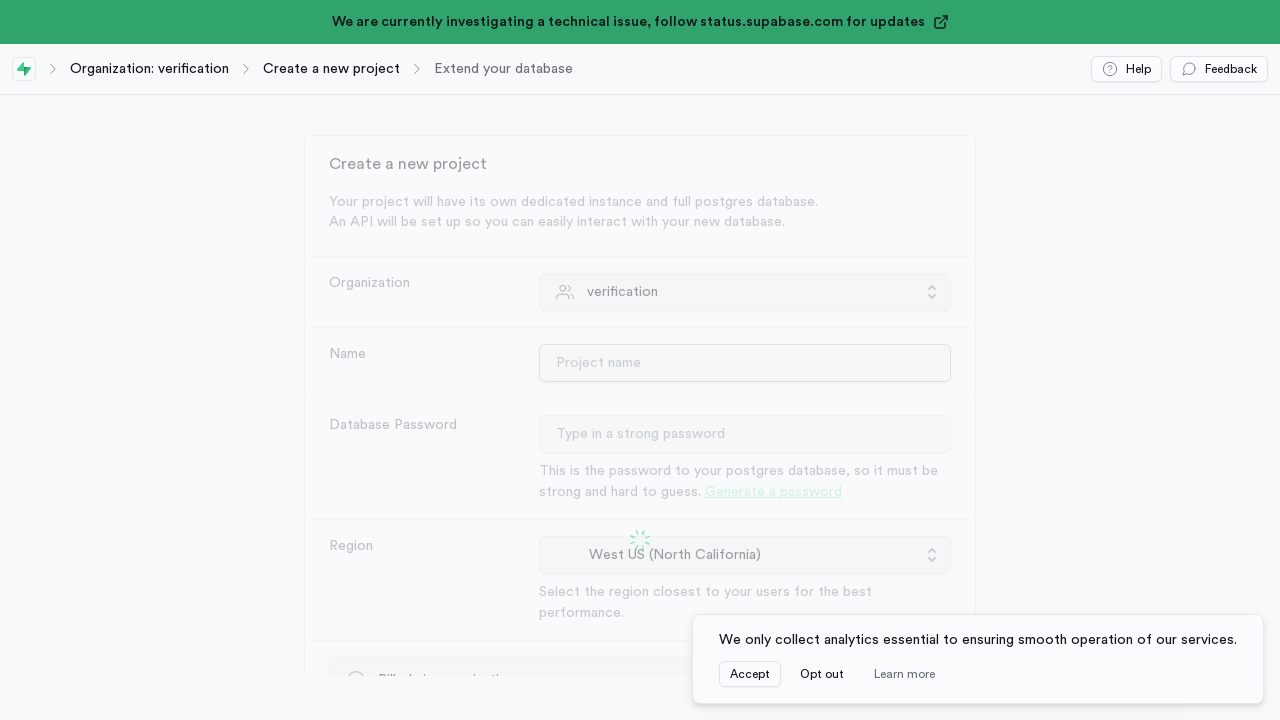 We are currently investigating a technical issue, follow status.supabase.com for updates
Organization: verification
Create a new project
Extend your database
Help
Feedback
Create a new project
Your project will have its own dedicated instance and full postgres database.
An API will be set up so you can easily interact with your new database.
Organization
verification
Name
Project name
Database Password
Type in a strong password
This is the password to your postgres database, so it must be
strong and hard to guess. Generate a password
Region
West US (North California)
Select the region closest to your users for the best
performance.
We only collect analytics essential to ensuring smooth operation of our services.
Accept
Opt out
Learn more